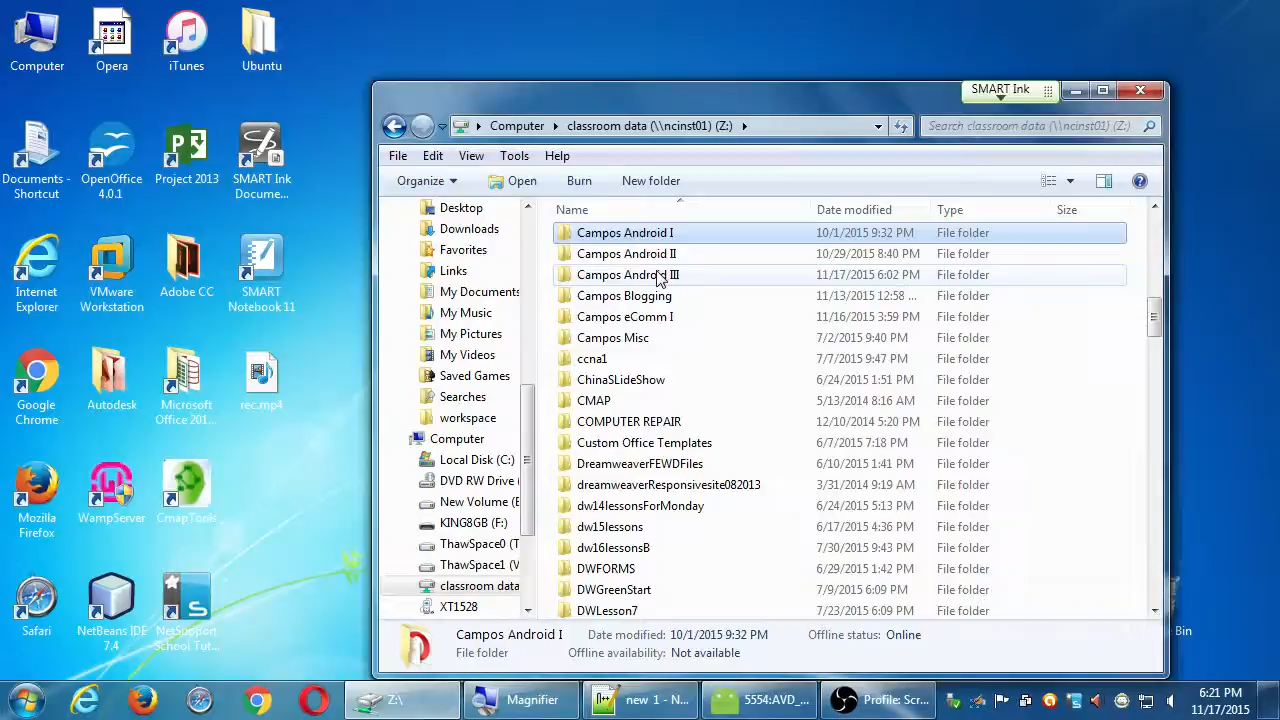 Computer
Opera
iTunes
Ubuntu
Documents - Shortcut
OpenOffice 4.0.1
Project 2013
SMART Ink Docume...
Internet Explorer
VMware Workstation
Adobe CC
SMART Notebook 11
Google Chrome
Autodesk
Microsoft Office 201...
rec.mp4
Mozilla Firefox
WampServer
CmapTools
Safari
NetBeans IDE 7.4
NetSupport School Tut...
SMART Ink
Computer
classroom data (\\ncinst01) (Z:)
Search classroom data (\\ncinst01) (Z:)
File Edit View Tools Help
Organize Open Burn New folder
Desktop
Downloads
Favorites
Links
My Documents
My Music
My Pictures
My Videos
Saved Games
Searches
workspace
Computer
Local Disk (C:)
DVD RW Drive
New Volume (E
KING8GB (F:)
ThawSpace0 (T
ThawSpace1 (V
classroom data
XT1528
Name Date modified Type Size
Campos Android I 10/1/2015 9:32 PM File folder
Campos Android II 10/29/2015 8:40 PM File folder
Campos Android III 11/17/2015 6:02 PM File folder
Campos Blogging 11/13/2015 12:58 ... File folder
Campos eComm I 11/16/2015 3:59 PM File folder
Campos Misc 7/2/2015 9:40 PM File folder
ccna1 7/7/2015 9:47 PM File folder
ChinaSLideShow 6/24/2015 1:51 PM File folder
CMAP 5/13/2014 8:16 AM File folder
COMPUTER REPAIR 12/10/2014 5:20 PM File folder
Custom Office Templates 6/7/2015 7:18 PM File folder
DreamweaverFEWDFiles 6/10/2015 1:41 PM File folder
dreamweaverResponsivesite082013 3/31/2014 9:19 AM File folder
dw14lessonsForMonday 6/24/2015 5:13 PM File folder
dw15lessons 6/17/2015 4:36 PM File folder
dw16lessonsB 7/30/2015 9:43 PM File folder
DWFORMS 6/29/2015 1:42 PM File folder
DWGreenStart 7/9/2015 6:09 PM File folder
DWLesson7 7/23/2015 6:09 PM File folder
Campos Android I Date modified: 10/1/2015 9:32 PM Offline status: Online
File folder Offline availability: Not available
Bin
Z:\
Magnifier
new 1 - N...
5554:AVD_...
Profile: Scr...
6:21 PM
11/17/2015